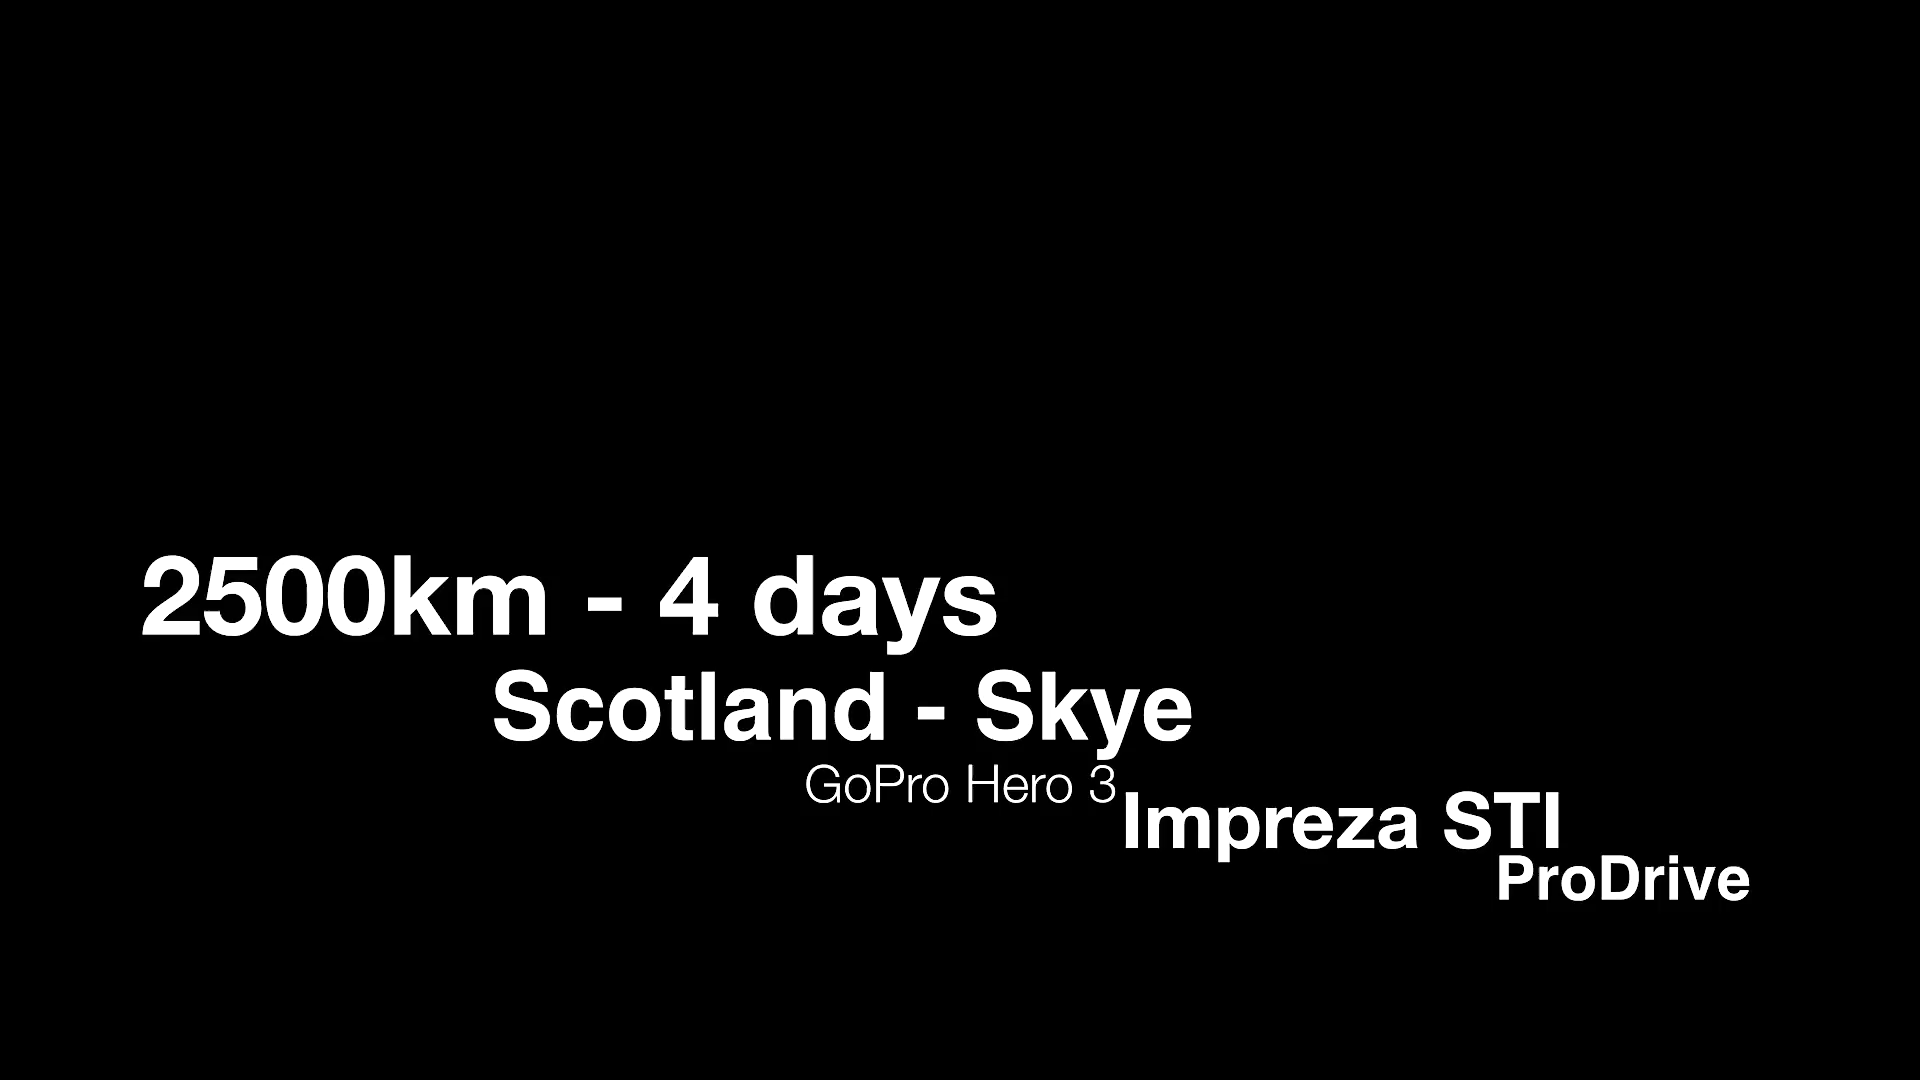 2500km - 4 days
Scotland - Skye
GoPro Hero 3
Impreza STI
ProDrive